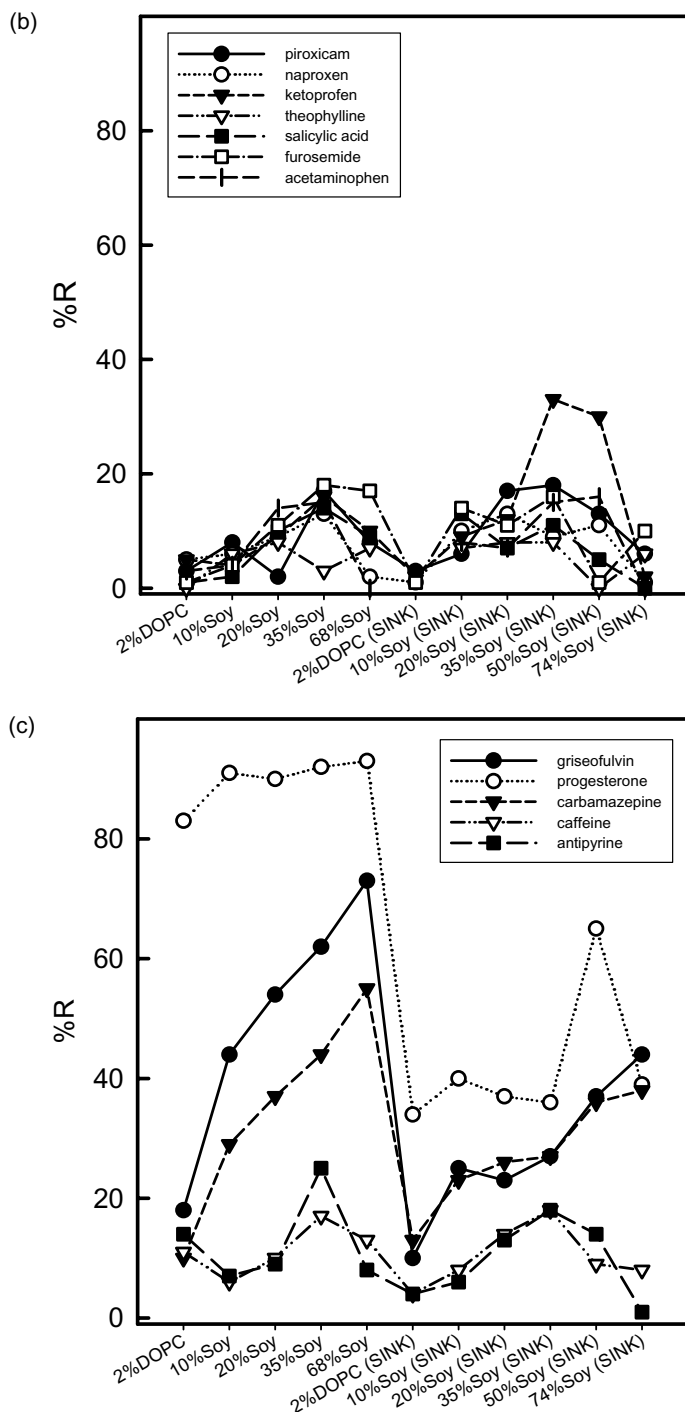 (b)
piroxicam
naproxen
ketoprofen
theophylline
salicylic acid
furosemide
acetaminophen
80
60
40
20
0
%R
2%DOPC
10%Soy
20%Soy
35%Soy
68%Soy
2%DOPC (SINK)
10%Soy (SINK)
20%Soy (SINK)
35%Soy (SINK)
50%Soy (SINK)
74%Soy (SINK)
(c)
griseofulvin
progesterone
carbamazepine
caffeine
antipyrine
80
60
40
20
0
%R
2%DOPC
10%Soy
20%Soy
35%Soy
68%Soy
2%DOPC (SINK)
10%Soy (SINK)
20%Soy (SINK)
35%Soy (SINK)
50%Soy (SINK)
74%Soy (SINK)